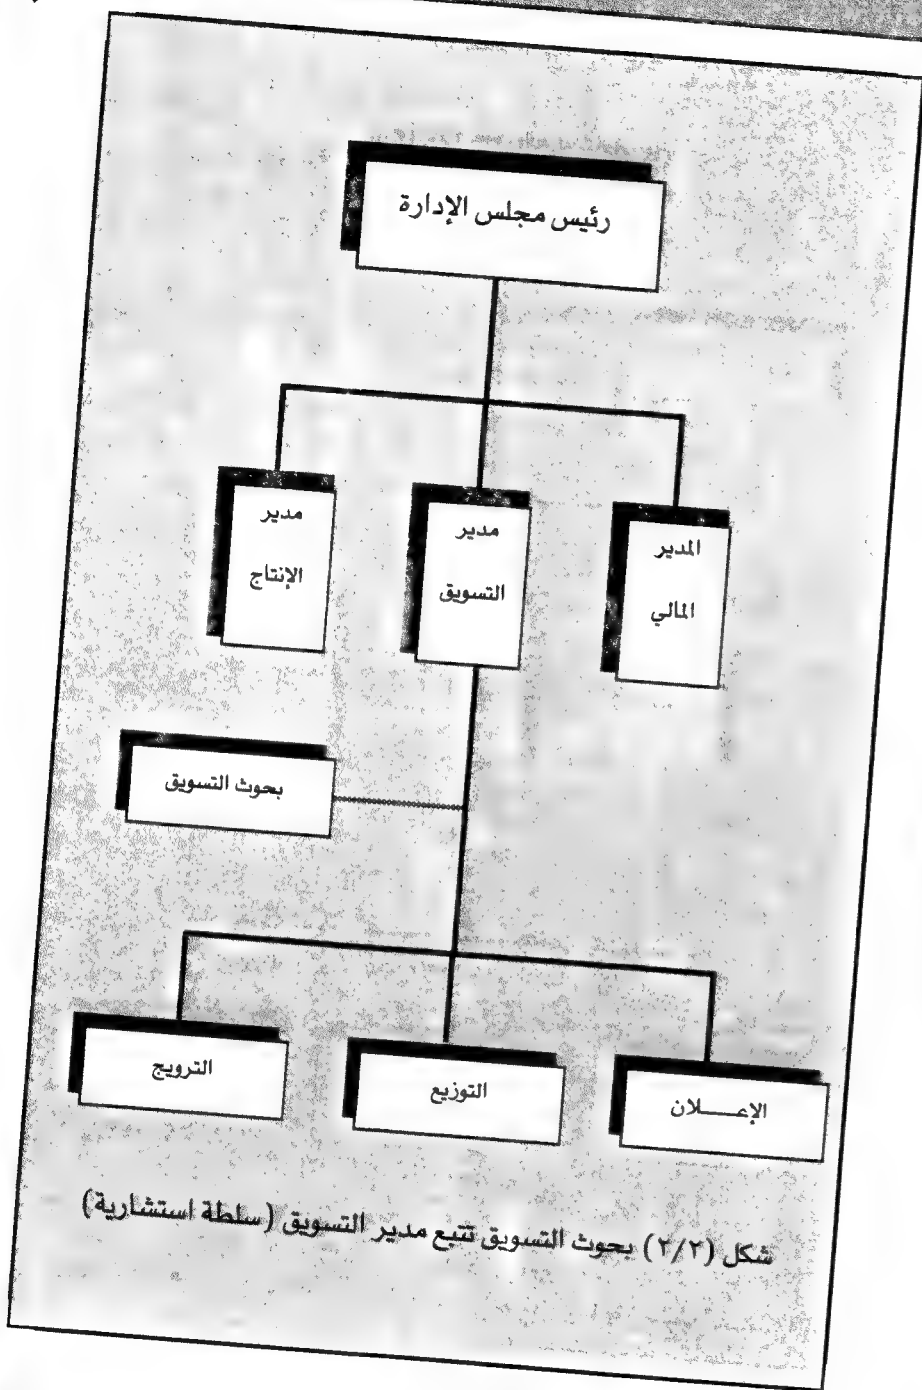 رئيس مجلس الإدارة
المدير
المالي
مدير
التسويق
مدير
الإنتاج
بحوث التسويق
الإعـــــلان
التوزيع
الترويج
شكل (٢/٢) بحوث التسويق تتبع مدير التسويق (سلطة استشارية)